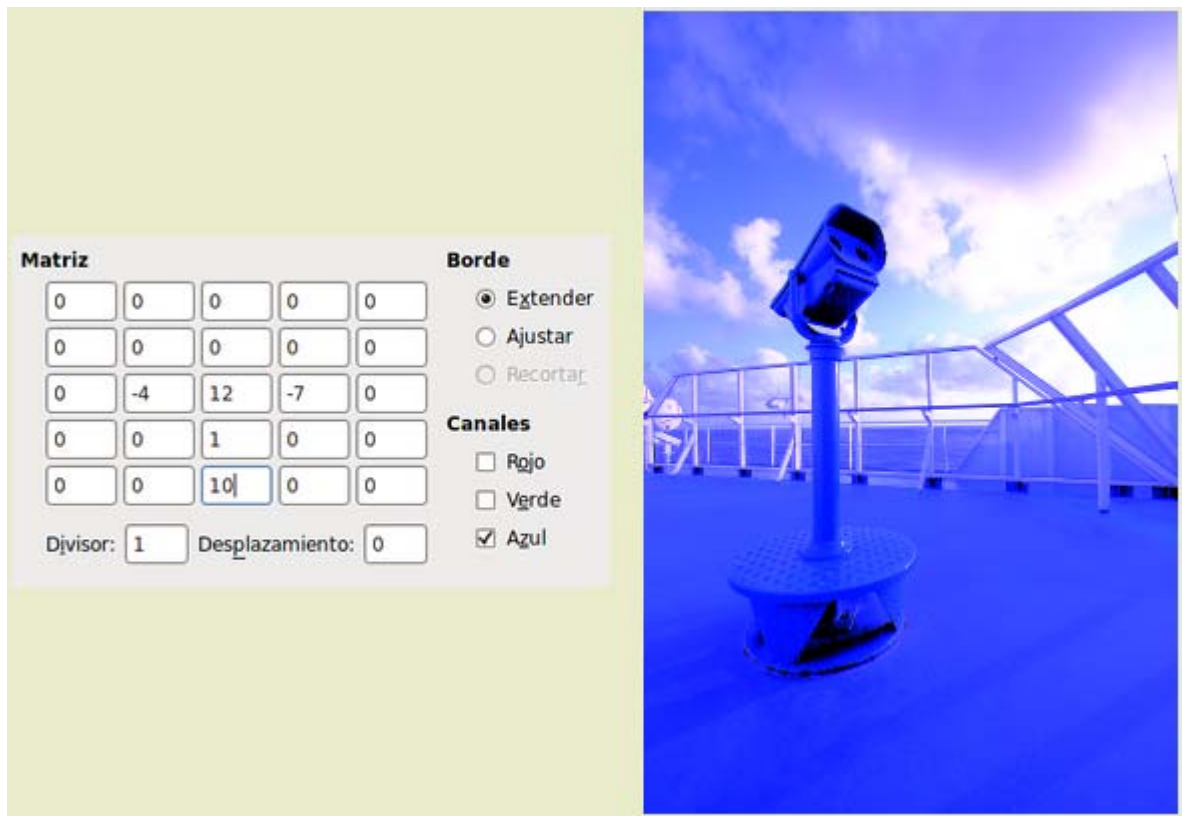 Matriz
0 0 0 0 0
0 0 0 0 0
0 -4 12 -7 0
0 0 1 0 0
0 0 10 0 0
Divisor: 1 Desplazamiento: 0
Borde
Extender
Ajustar
Recortar
Canales
Rojo
Verde
Azul